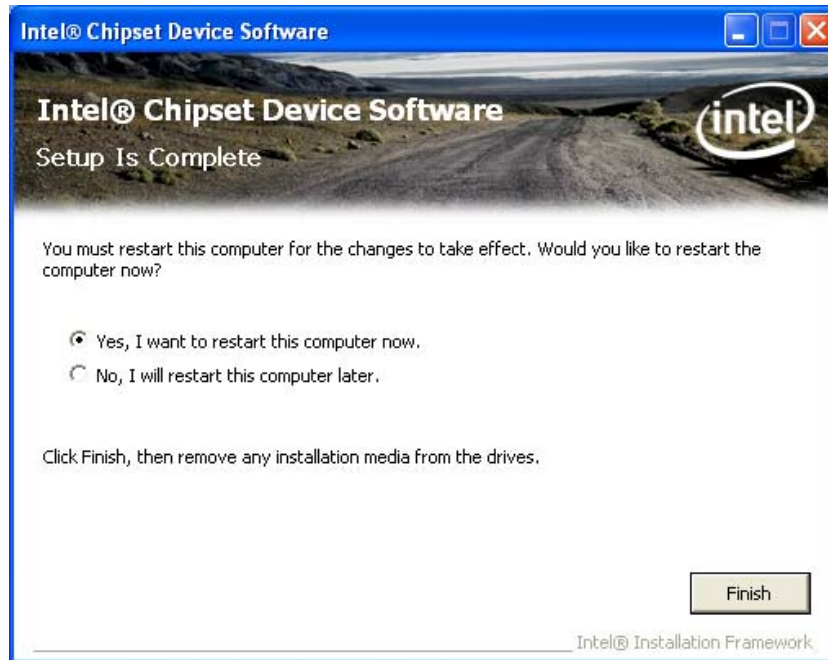 Intel® Chipset Device Software
Intel® Chipset Device Software
intel
Setup Is Complete
You must restart this computer for the changes to take effect. Would you like to restart the
computer now?
Yes, I want to restart this computer now.
No, I will restart this computer later.
Click Finish, then remove any installation media from the drives.
Finish
Intel® Installation Framework